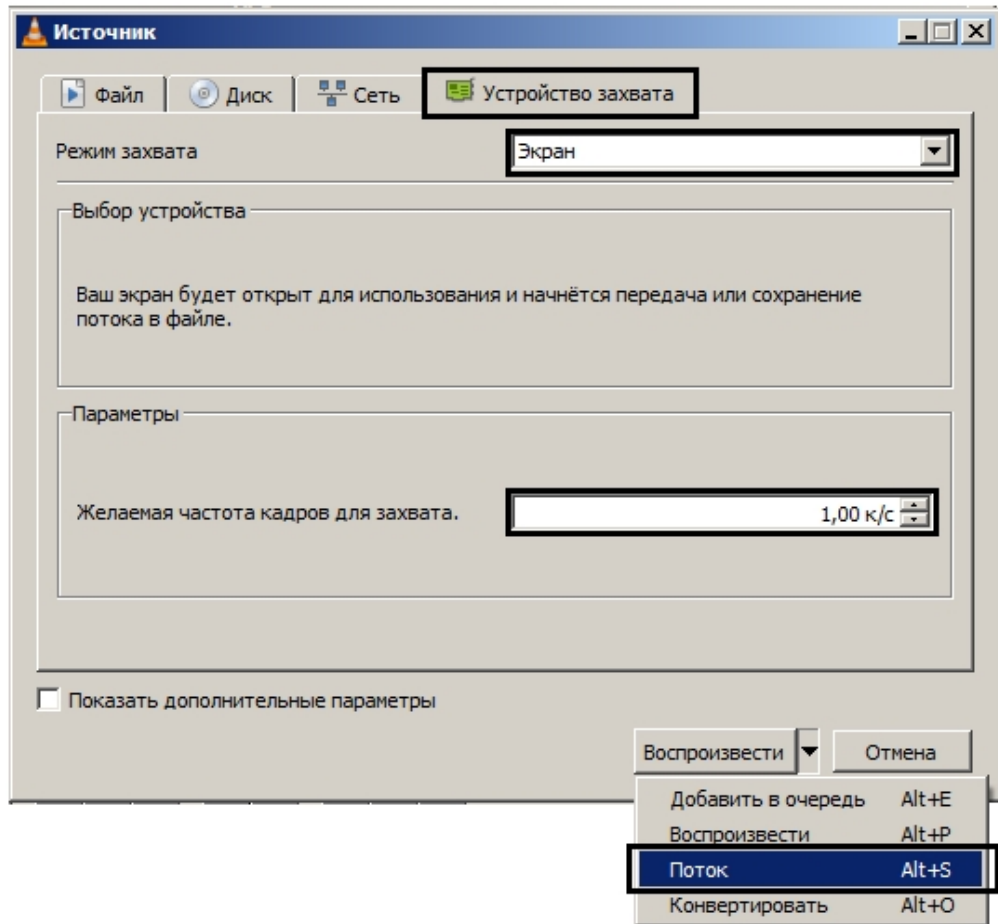 Источник
Файл Диск Сеть Устройство захвата
Режим захвата Экран
Выбор устройства
Ваш экран будет открыт для использования и начнётся передача или сохранение
потока в файле.
Параметры
Желаемая частота кадров для захвата. 1,00 к/с
Показать дополнительные параметры
Воспроизвести Отмена
Добавить в очередь Alt+E
Воспроизвести Alt+P
Поток Alt+S
Конвертировать Alt+O